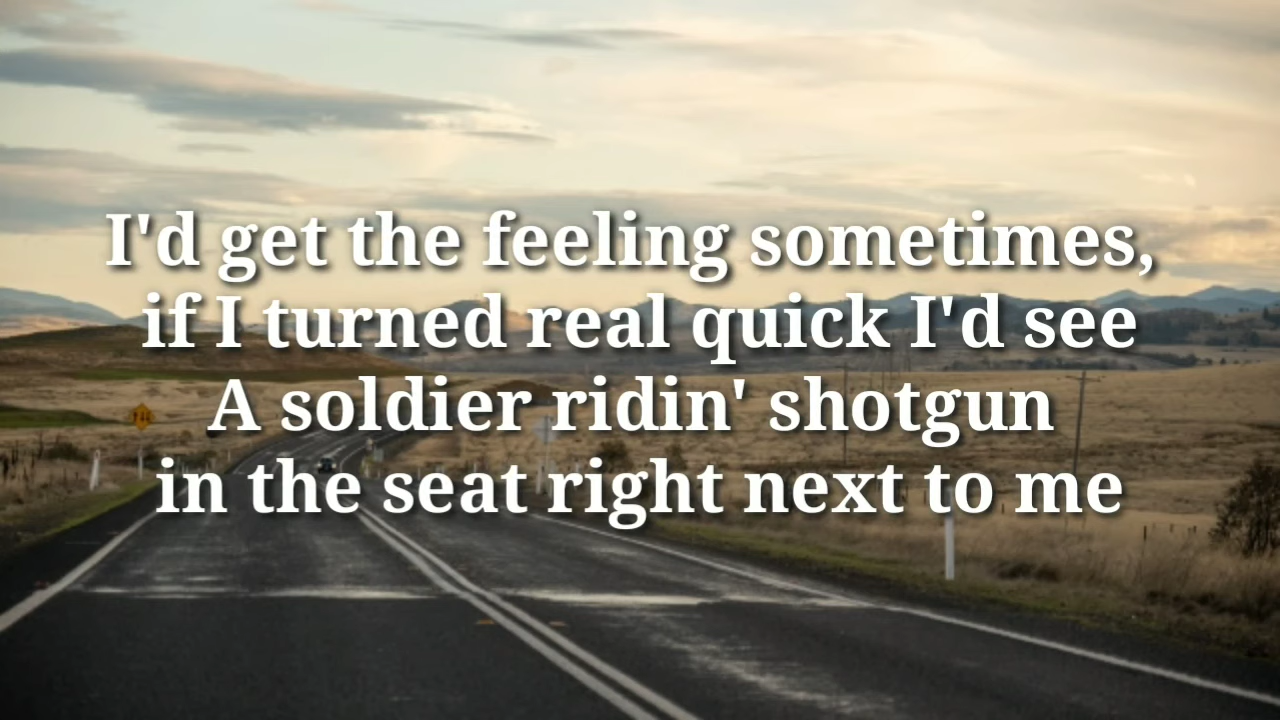 I'd get the feeling sometimes,
if I turned real quick I'd see
A soldier ridin' shotgun
in the seat right next to me